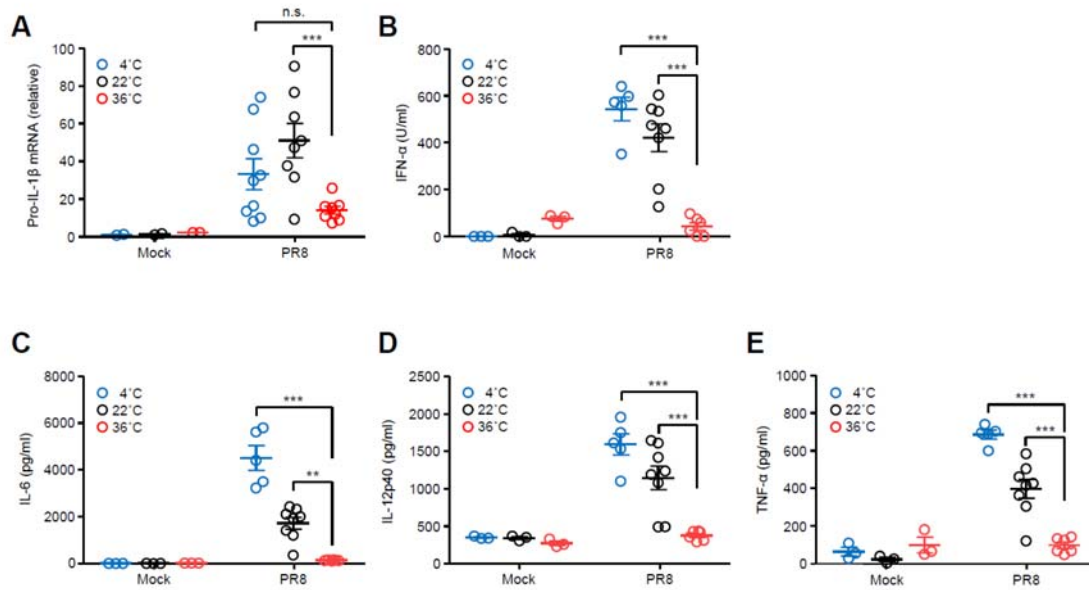 A
n.s.
***
4˚C
22˚C
36˚C
Pro-IL-1β mRNA (relative)
100
80
60
40
20
0
Mock
PR8
B
***
***
4˚C
22˚C
36˚C
IFN-α (U/ml)
800
600
400
200
0
Mock
PR8
C
***
**
4˚C
22˚C
36˚C
IL-6 (pg/ml)
8000
6000
4000
2000
0
Mock
PR8
D
***
***
4˚C
22˚C
36˚C
IL-12p40 (pg/ml)
2500
2000
1500
1000
500
0
Mock
PR8
E
***
***
4˚C
22˚C
36˚C
TNF-α (pg/ml)
1000
800
600
400
200
0
Mock
PR8